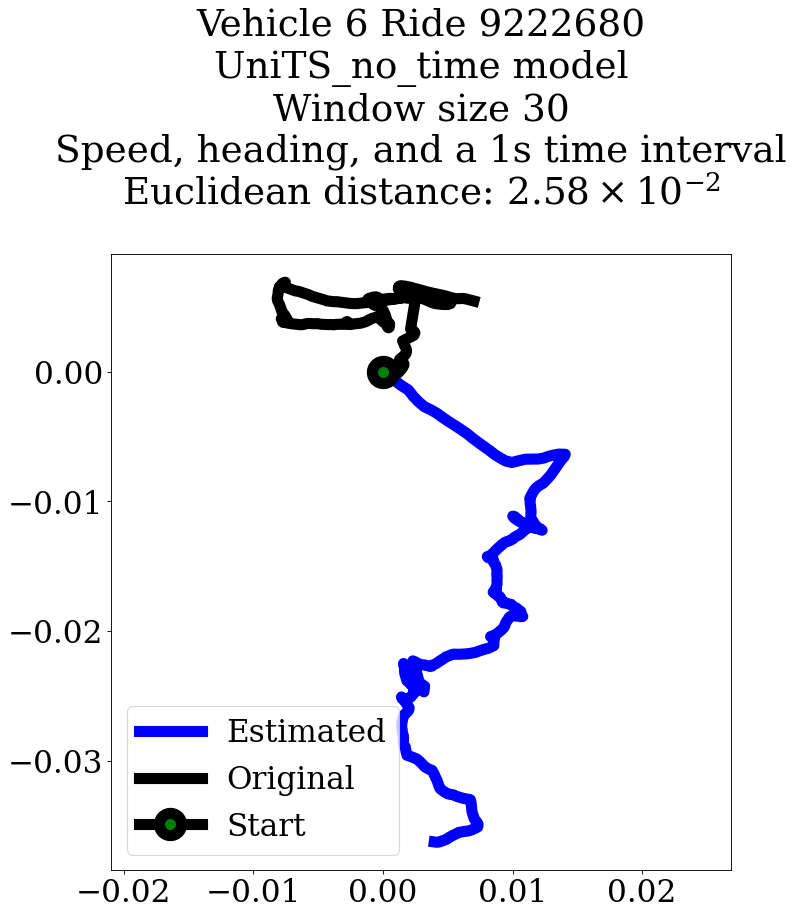 Vehicle 6 Ride 9222680
UniTS_no_time model
Window size 30
Speed, heading, and a 1s time interval
Euclidean distance: 2.58 × 10⁻²
0.00
−0.01
−0.02
−0.03
Estimated
Original
Start
−0.02 −0.01 0.00 0.01 0.02